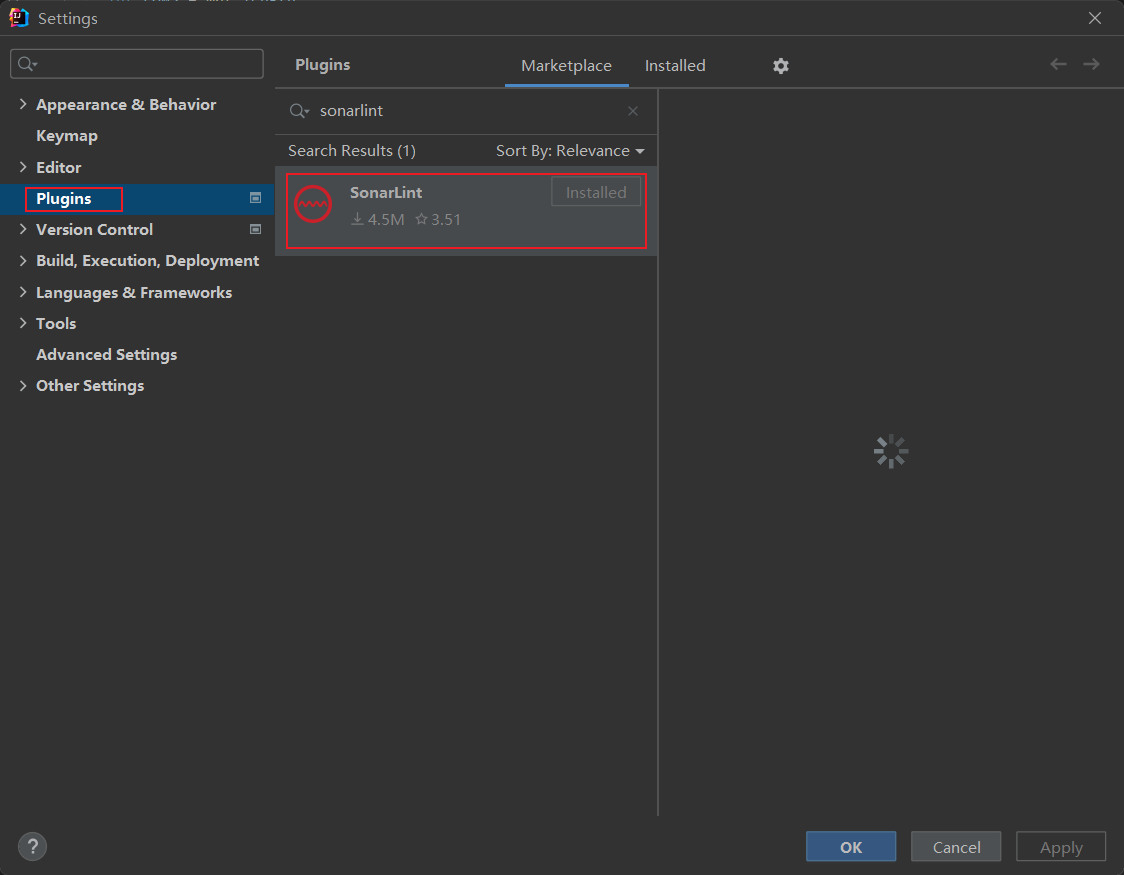 Settings
Plugins
Marketplace
Installed
Appearance & Behavior
Keymap
Editor
Plugins
Version Control
Build, Execution, Deployment
Languages & Frameworks
Tools
Advanced Settings
Other Settings
sonarlint
Search Results (1)
Sort By: Relevance
SonarLint
Installed
4.5M
3.51
?
OK
Cancel
Apply